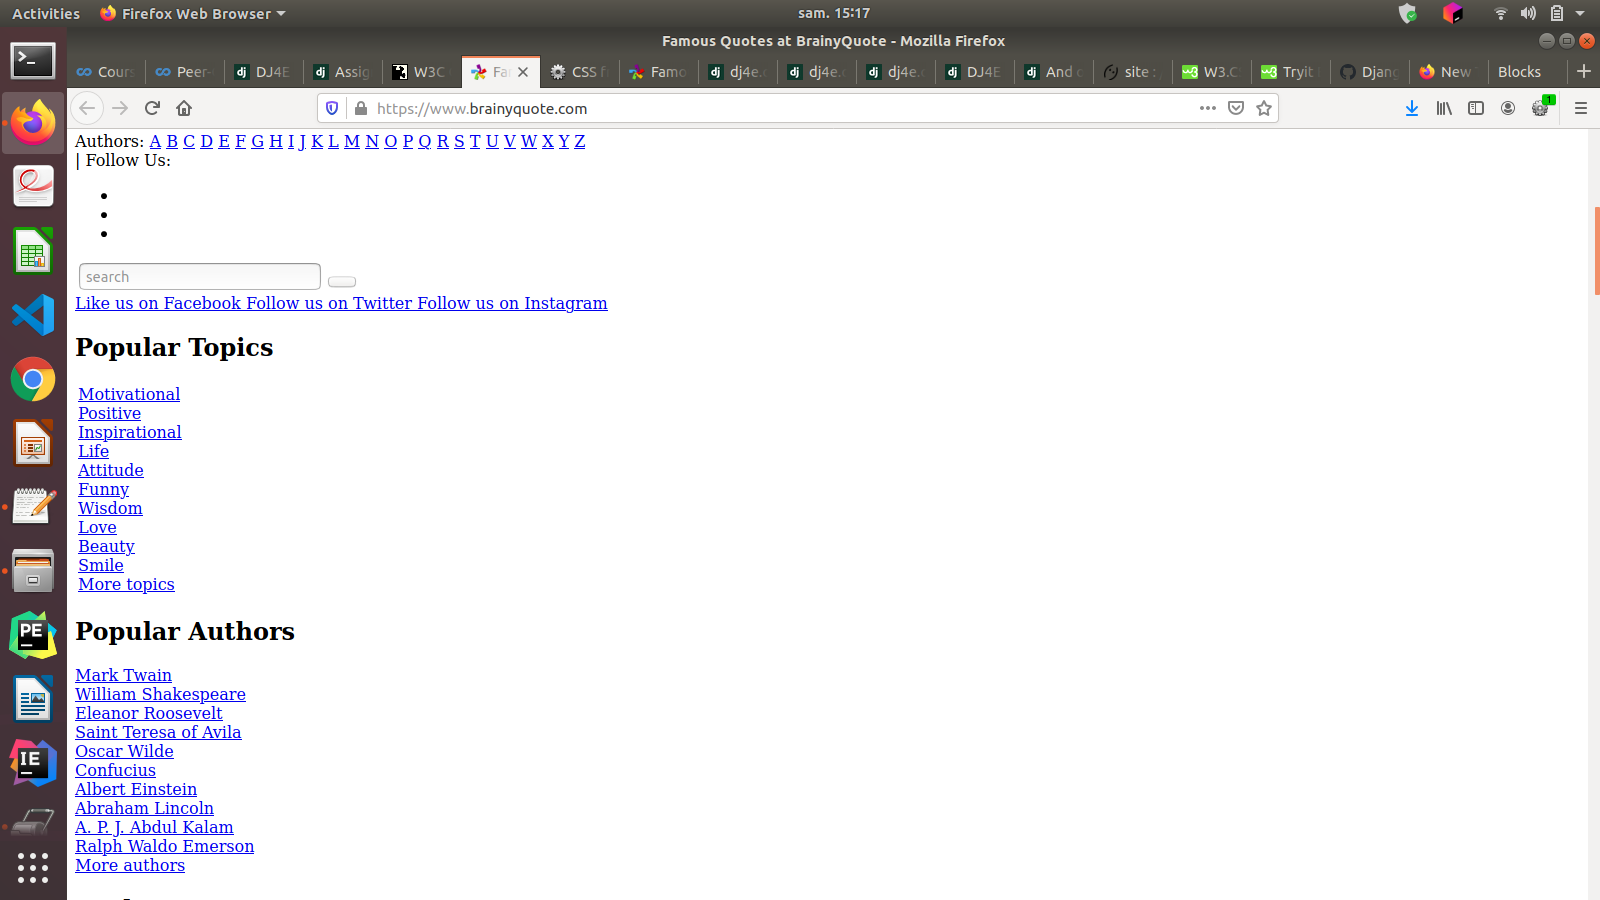 Activities Firefox Web Browser sam. 15:17
Famous Quotes at BrainyQuote - Mozilla Firefox
Cours Peer- DJ4E Assig W3C Fa CSS F Famo dj4e.c dj4e.c dj4e.c DJ4E And site : W3.C Tryit Djang New Blocks
https://www.brainyquote.com 1
Authors: A B C D E F G H I J K L M N O P Q R S T U V W X Y Z
| Follow Us:
search
Like us on Facebook Follow us on Twitter Follow us on Instagram
Popular Topics
Motivational
Positive
Inspirational
Life
Attitude
Funny
Wisdom
Love
Beauty
Smile
More topics
Popular Authors
Mark Twain
William Shakespeare
Eleanor Roosevelt
Saint Teresa of Avila
Oscar Wilde
Confucius
Albert Einstein
Abraham Lincoln
A. P. J. Abdul Kalam
Ralph Waldo Emerson
More authors